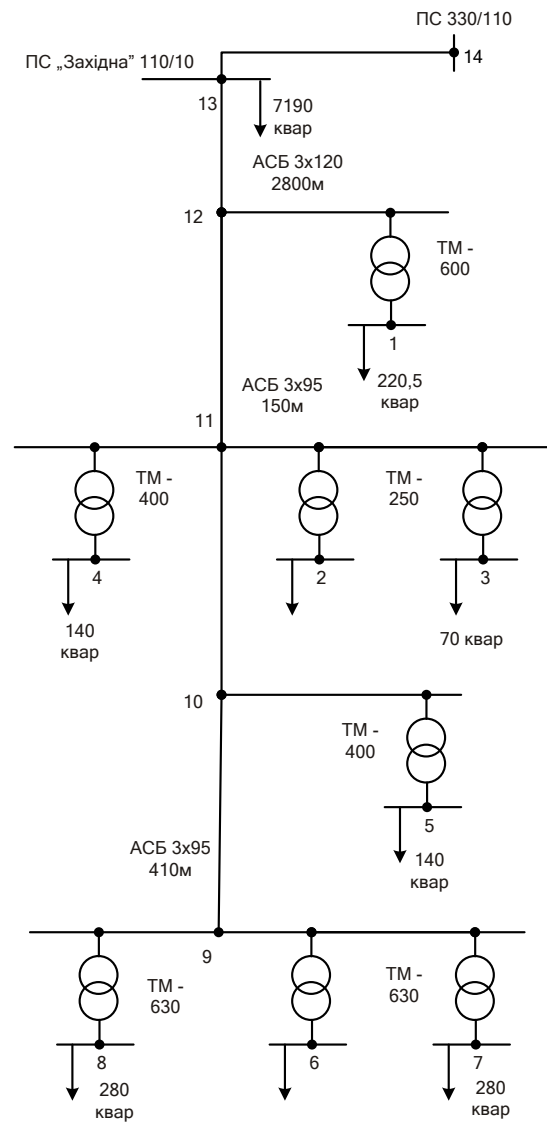 ПС 330/110
14
ПС „Західна” 110/10
13
7190
квар
АСБ 3х120
2800м
12
ТМ -
600
1
220,5
квар
АСБ 3х95
150м
11
ТМ -
400
ТМ -
250
4
2
3
140
квар
70 квар
10
ТМ -
400
5
140
квар
АСБ 3х95
410м
9
ТМ -
630
ТМ -
630
8
6
7
280
квар
280
квар